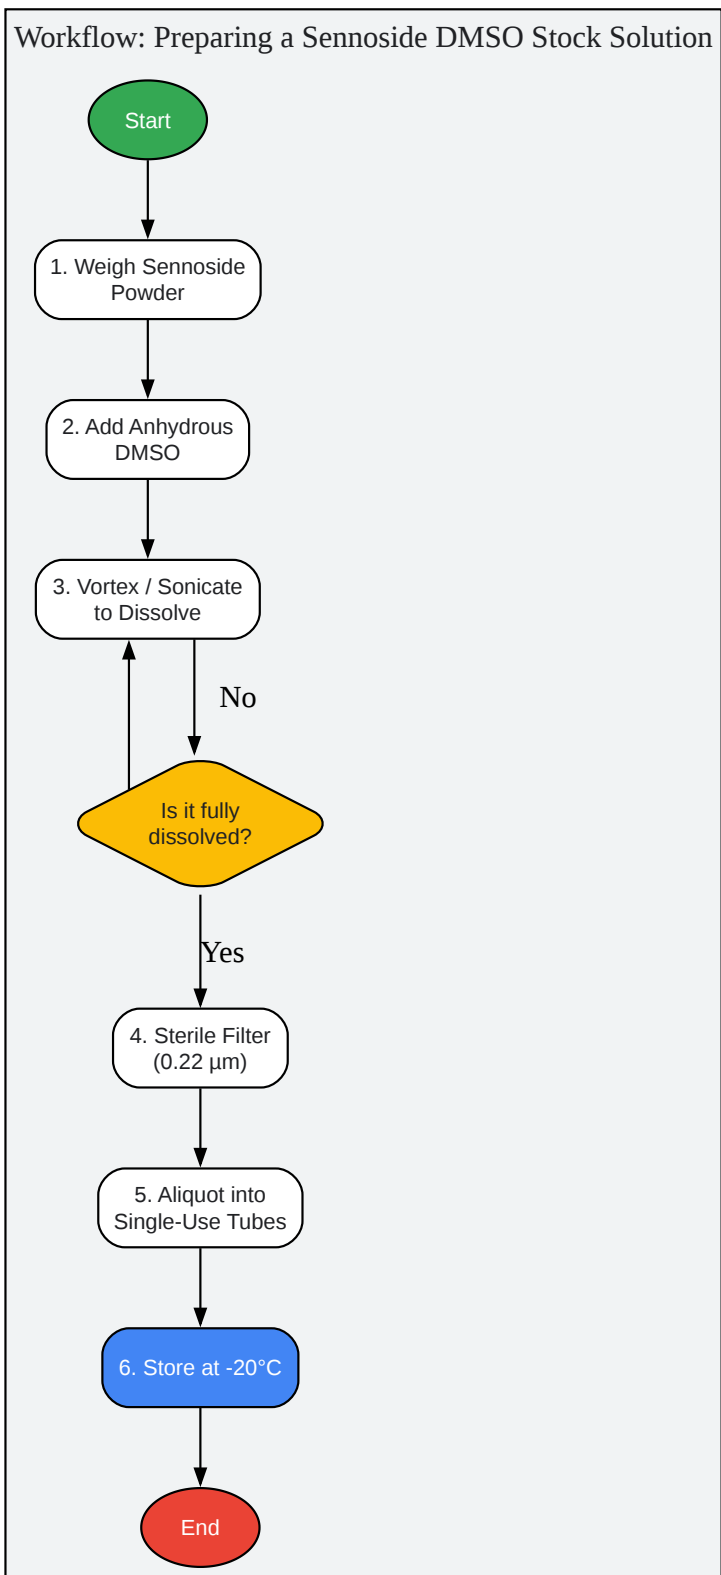 Workflow: Preparing a Sennoside DMSO Stock Solution
Start
1. Weigh Sennoside
Powder
2. Add Anhydrous
DMSO
3. Vortex / Sonicate
to Dissolve
No
Is it fully
dissolved?
Yes
4. Sterile Filter
(0.22 µm)
5. Aliquot into
Single-Use Tubes
6. Store at -20°C
End